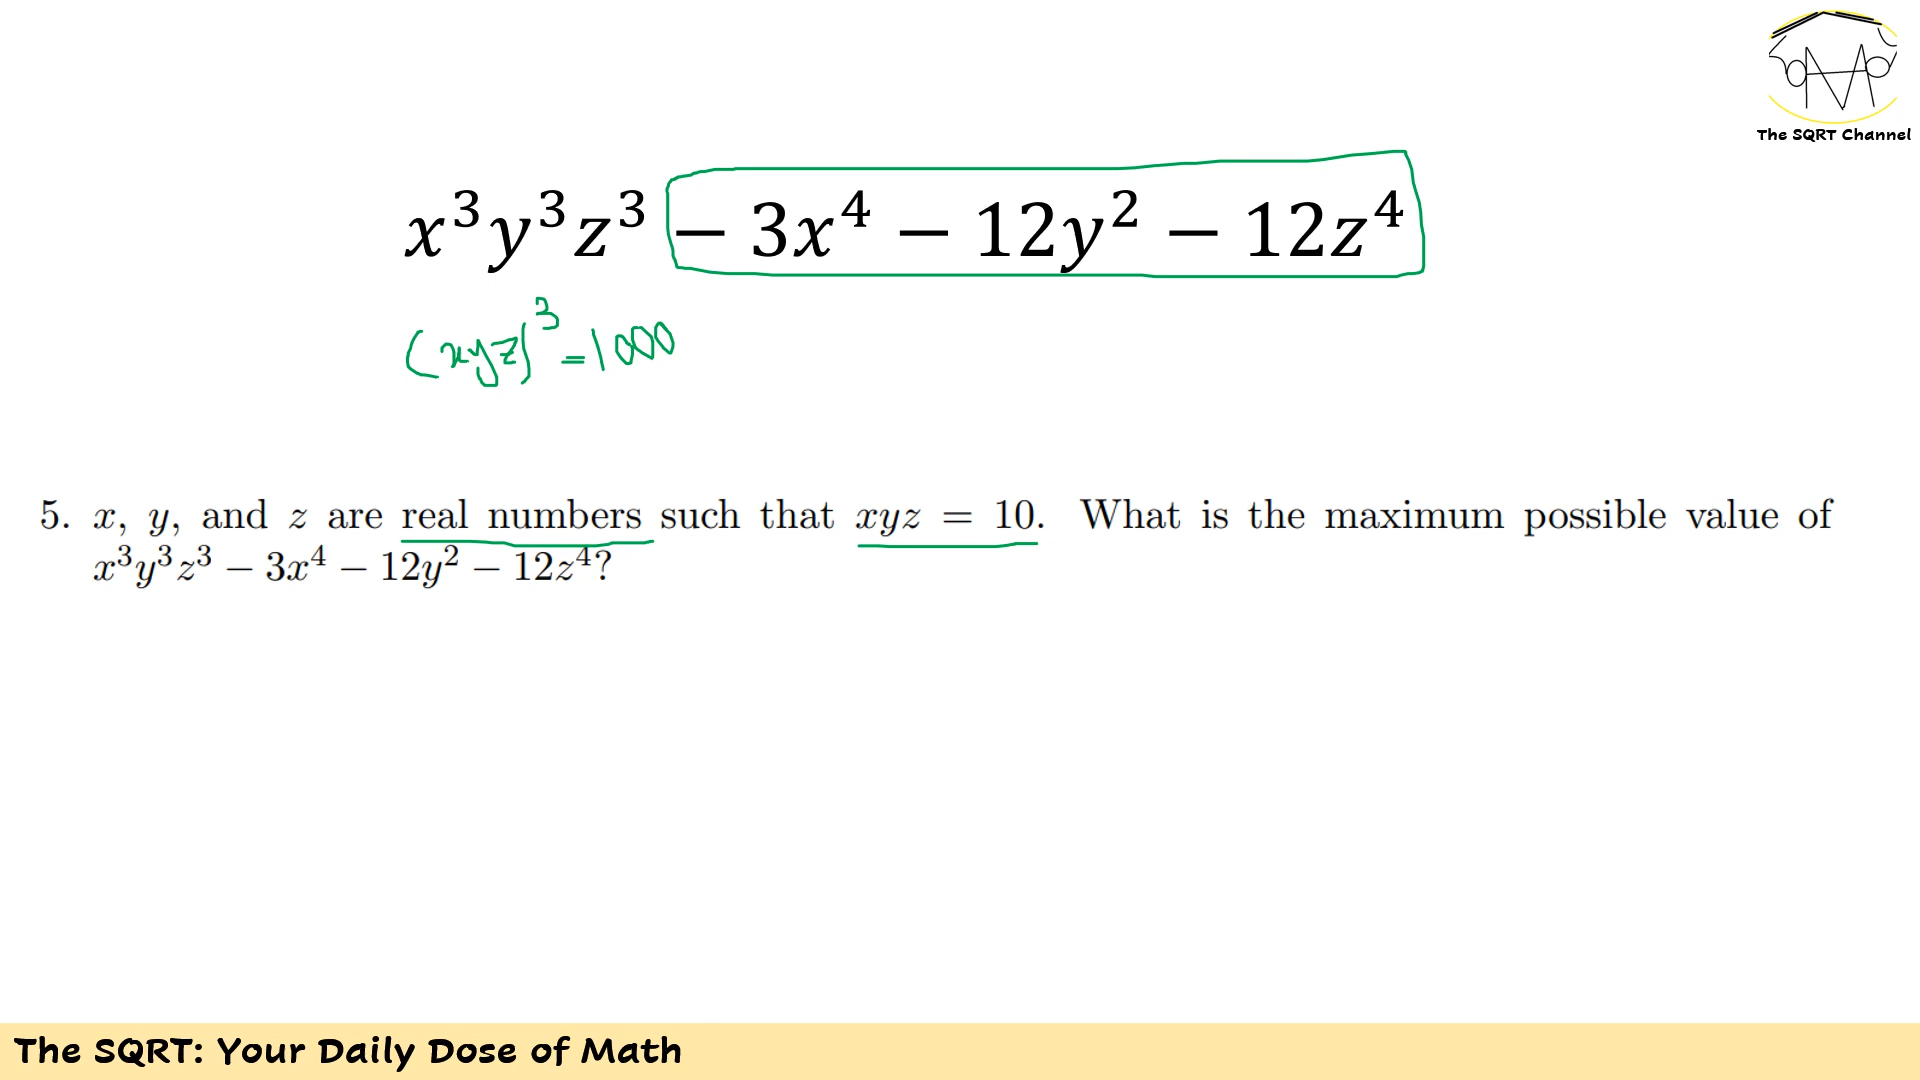 The SQRT Channel
x³y³z³ − 3x⁴ − 12y² − 12z⁴
(xyz)³ = 1000
5. x, y, and z are real numbers such that xyz = 10. What is the maximum possible value of
x³y³z³ − 3x⁴ − 12y² − 12z⁴?
The SQRT: Your Daily Dose of Math